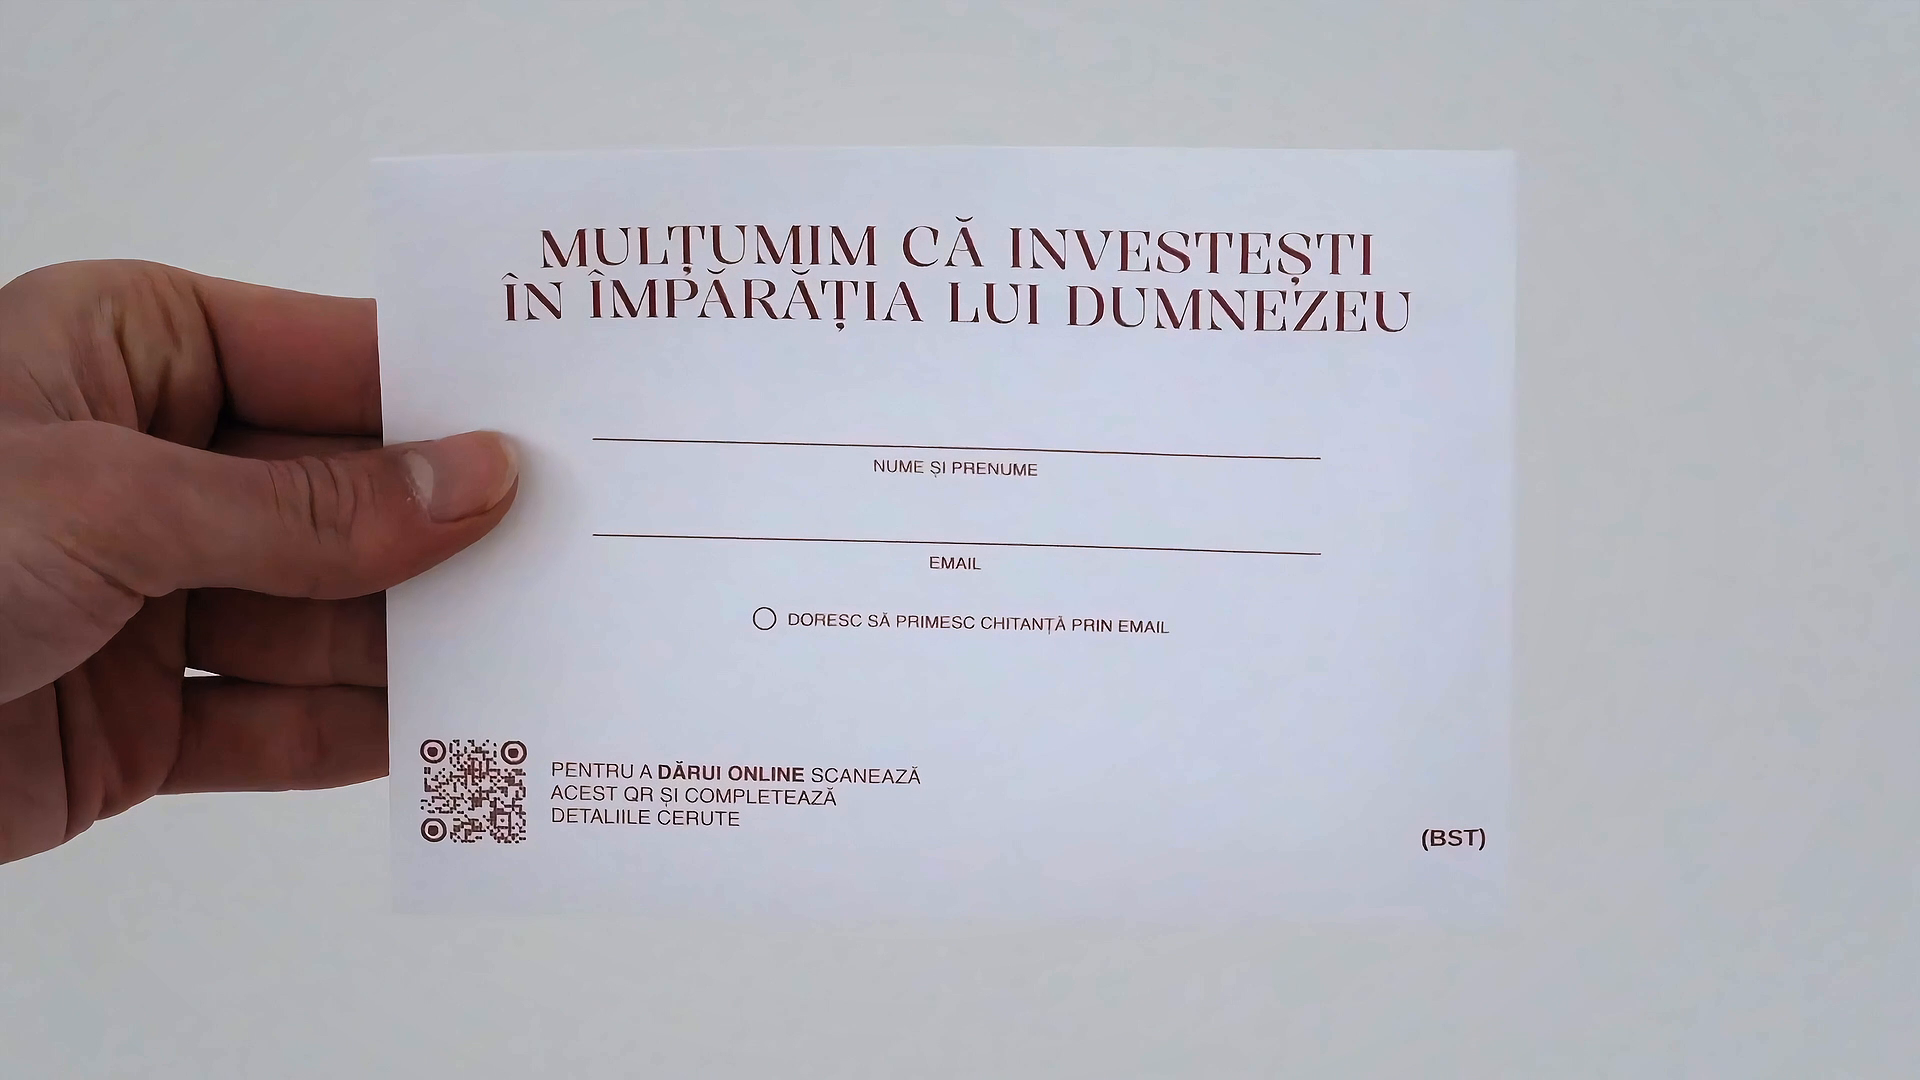 MULȚUMIM CĂ INVESTEȘTI
ÎN ÎMPĂRĂȚIA LUI DUMNEZEU
NUME ȘI PRENUME
EMAIL
DORESC SĂ PRIMESC CHITANȚĂ PRIN EMAIL
PENTRU A DĂRUI ONLINE SCANEAZĂ
ACEST QR ȘI COMPLETEAZĂ
DETALIILE CERUTE
(BST)